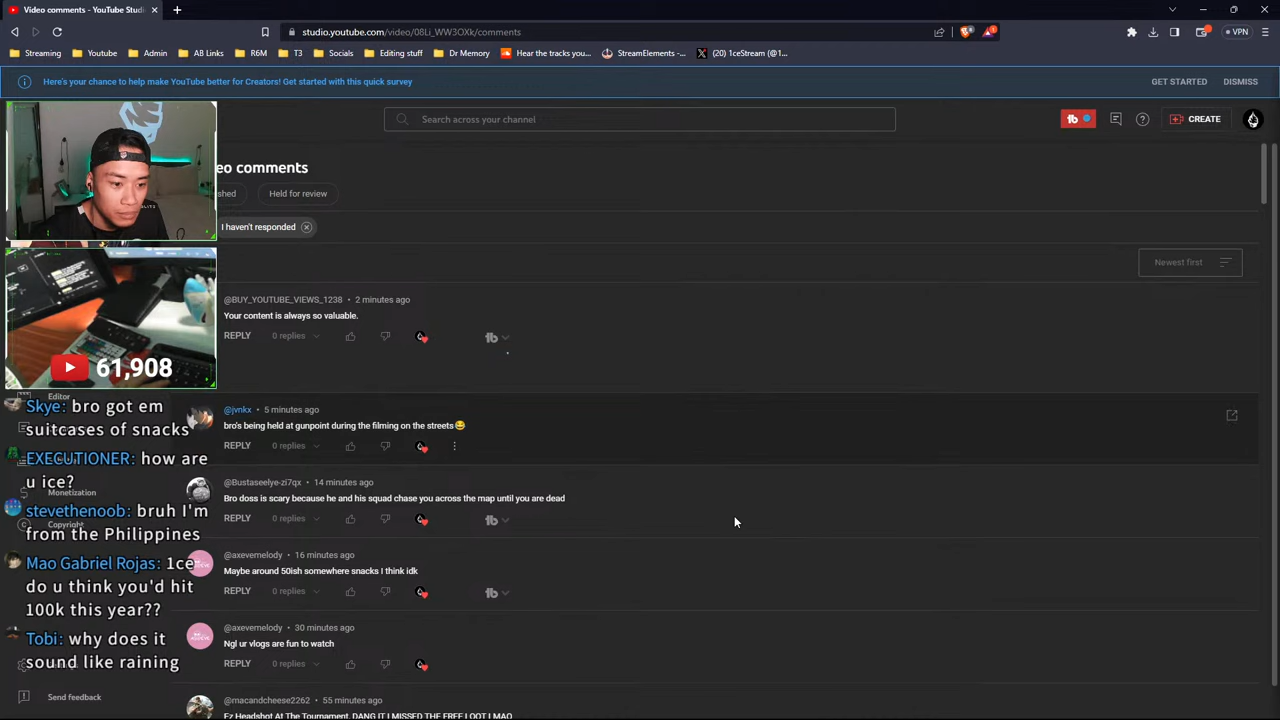 Video comments - YouTube Studi
studio.youtube.com/video/08Li_WW3OXk/comments
VPN
Streaming
Youtube
Admin
AB Links
R6M
T3
Socials
Editing stuff
Dr Memory
Hear the tracks you...
StreamElements -...
(20) 1ceStream (@1...
Here's your chance to help make YouTube better for Creators! Get started with this quick survey
GET STARTED
DISMISS
Search across your channel
tb
CREATE
eo comments
shed
Held for review
I haven't responded
Newest first
@BUY_YOUTUBE_VIEWS_1238 • 2 minutes ago
Your content is always so valuable.
REPLY
0 replies
tb
61,908
Editor
@jvnkx • 5 minutes ago
bro's being held at gunpoint during the filming on the streets😂
REPLY
0 replies
@Bustaseelye-zi7qx • 14 minutes ago
Bro doss is scary because he and his squad chase you across the map until you are dead
REPLY
0 replies
tb
@axevemelody • 16 minutes ago
Maybe around 50ish somewhere snacks I think idk
REPLY
0 replies
tb
@axevemelody • 30 minutes ago
Ngl ur vlogs are fun to watch
REPLY
0 replies
@macandcheese2262 • 55 minutes ago
Ez Headshot At The Tournament. DANG IT I MISSED THE FREE LOOT LMAO
Skye: bro got em
suitcases of snacks
EXECUTIONER: how are
u ice?
Monetization
stevethenoob: bruh I'm
Copyright
from the Philippines
Mao Gabriel Rojas: 1ce
do u think you'd hit
100k this year??
Tobi: why does it
sound like raining
Send feedback